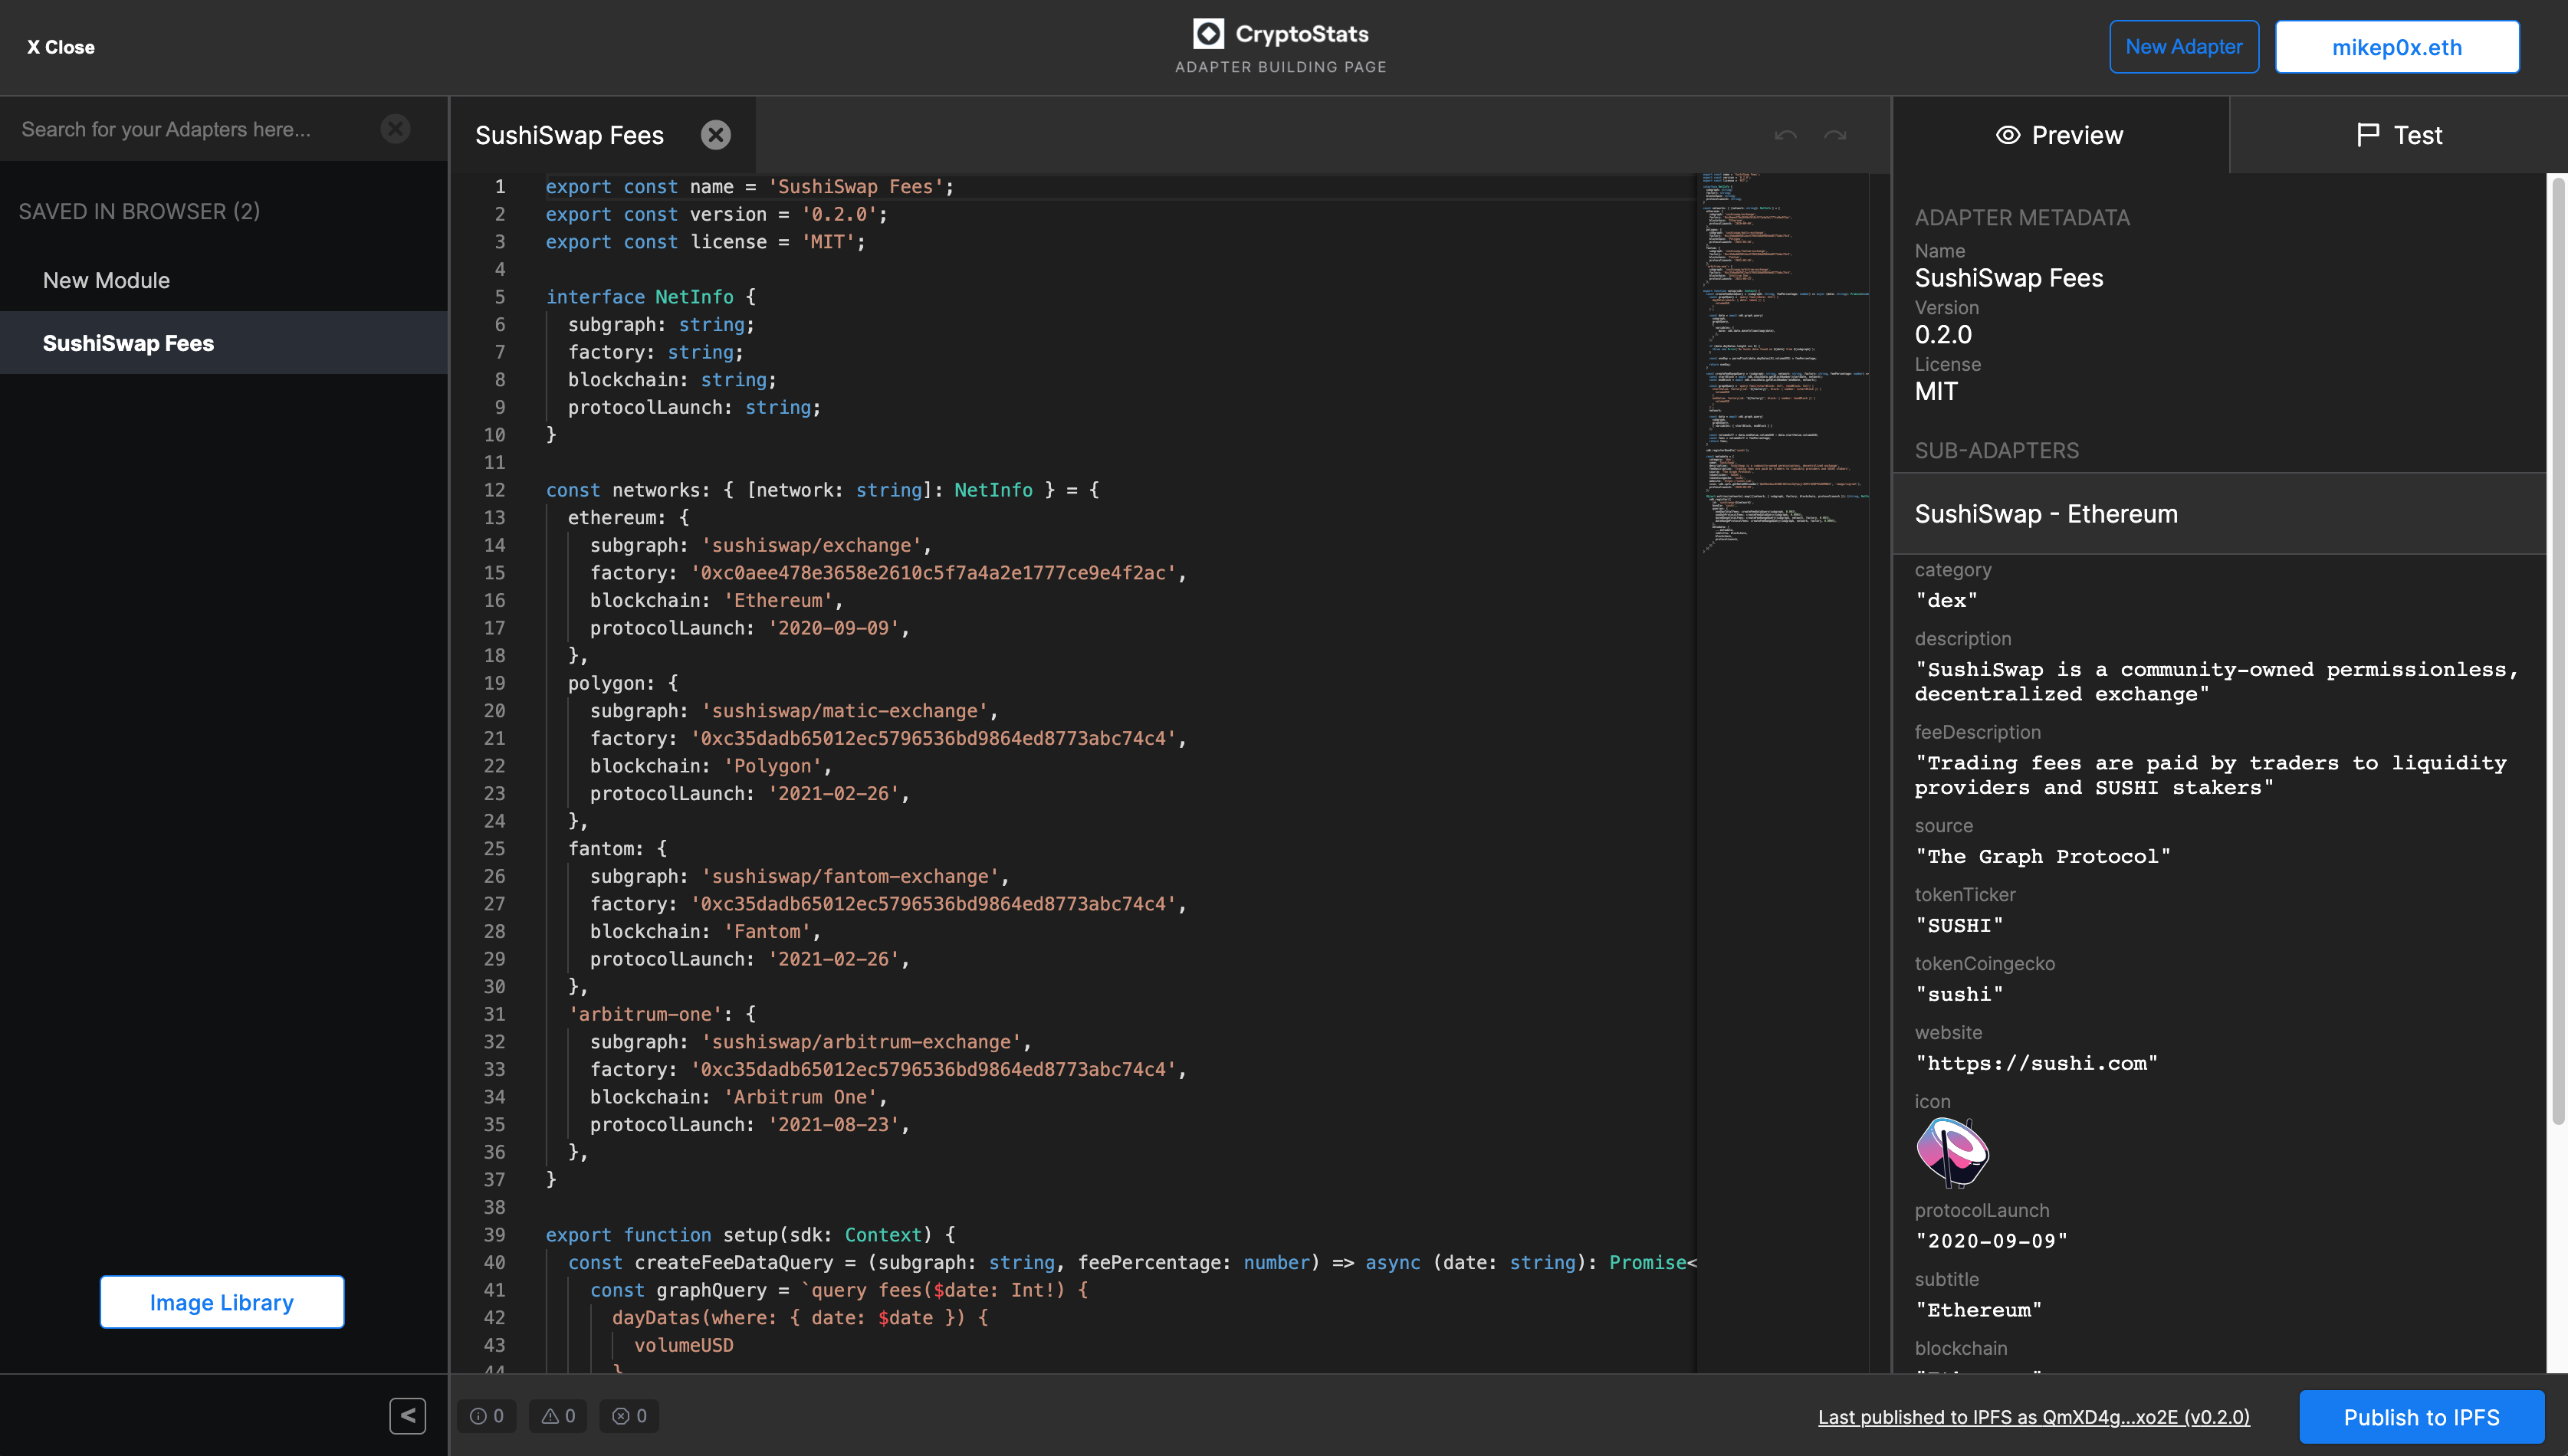 X Close
CryptoStats
ADAPTER BUILDING PAGE
New Adapter
mikep0x.eth
Search for your Adapters here...
SAVED IN BROWSER (2)
New Module
SushiSwap Fees
Image Library
<
SushiSwap Fees
1 export const name = 'SushiSwap Fees';
2 export const version = '0.2.0';
3 export const license = 'MIT';
4
5 interface NetInfo {
6 subgraph: string;
7 factory: string;
8 blockchain: string;
9 protocolLaunch: string;
10 }
11
12 const networks: { [network: string]: NetInfo } = {
13 ethereum: {
14 subgraph: 'sushiswap/exchange',
15 factory: '0xc0aee478e3658e2610c5f7a4a2e1777ce9e4f2ac',
16 blockchain: 'Ethereum',
17 protocolLaunch: '2020-09-09',
18 },
19 polygon: {
20 subgraph: 'sushiswap/matic-exchange',
21 factory: '0xc35dadb65012ec5796536bd9864ed8773abc74c4',
22 blockchain: 'Polygon',
23 protocolLaunch: '2021-02-26',
24 },
25 fantom: {
26 subgraph: 'sushiswap/fantom-exchange',
27 factory: '0xc35dadb65012ec5796536bd9864ed8773abc74c4',
28 blockchain: 'Fantom',
29 protocolLaunch: '2021-02-26',
30 },
31 'arbitrum-one': {
32 subgraph: 'sushiswap/arbitrum-exchange',
33 factory: '0xc35dadb65012ec5796536bd9864ed8773abc74c4',
34 blockchain: 'Arbitrum One',
35 protocolLaunch: '2021-08-23',
36 },
37 }
38
39 export function setup(sdk: Context) {
40 const createFeeDataQuery = (subgraph: string, feePercentage: number) => async (date: string): Promise<
41 const graphQuery = `query fees($date: Int!) {
42 dayDatas(where: { date: $date }) {
43 volumeUSD
44 }
0
0
0
Preview
Test
ADAPTER METADATA
Name
SushiSwap Fees
Version
0.2.0
License
MIT
SUB-ADAPTERS
SushiSwap - Ethereum
category
"dex"
description
"SushiSwap is a community-owned permissionless,
decentralized exchange"
feeDescription
"Trading fees are paid by traders to liquidity
providers and SUSHI stakers"
source
"The Graph Protocol"
tokenTicker
"SUSHI"
tokenCoingecko
"sushi"
website
"https://sushi.com"
icon
protocolLaunch
"2020-09-09"
subtitle
"Ethereum"
blockchain
Last published to IPFS as QmXD4g...xo2E (v0.2.0)
Publish to IPFS